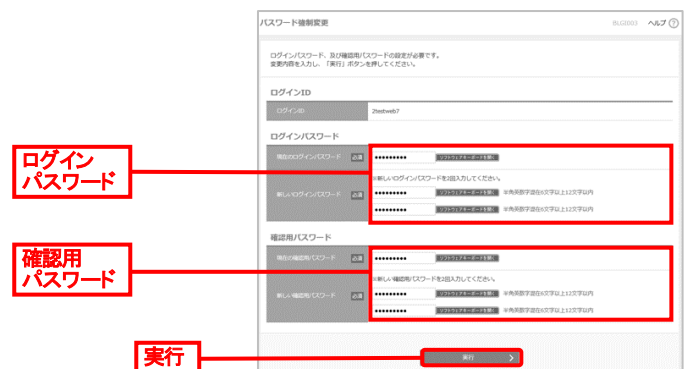 パスワード強制変更
BLGI003 ヘルプ ?
ログインパスワード、及び確認用パスワードの設定が必要です。
変更内容を入力し、「実行」ボタンを押してください。
ログインID
ログインID 2testweb7
ログインパスワード
ログイン
パスワード
現在のログインパスワード 必須 ●●●●●●●●● ソフトウェアキーボードを開く
※新しいログインパスワードを2回入力してください。
新しいログインパスワード 必須 ●●●●●●●●● ソフトウェアキーボードを開く 半角英数字混在6文字以上12文字以内
●●●●●●●●● ソフトウェアキーボードを開く 半角英数字混在6文字以上12文字以内
確認用パスワード
確認用
パスワード
現在の確認用パスワード 必須 ●●●●●●●●● ソフトウェアキーボードを開く
※新しい確認用パスワードを2回入力してください。
新しい確認用パスワード 必須 ●●●●●●●●● ソフトウェアキーボードを開く 半角英数字混在6文字以上12文字以内
●●●●●●●●● ソフトウェアキーボードを開く 半角英数字混在6文字以上12文字以内
実行
実行